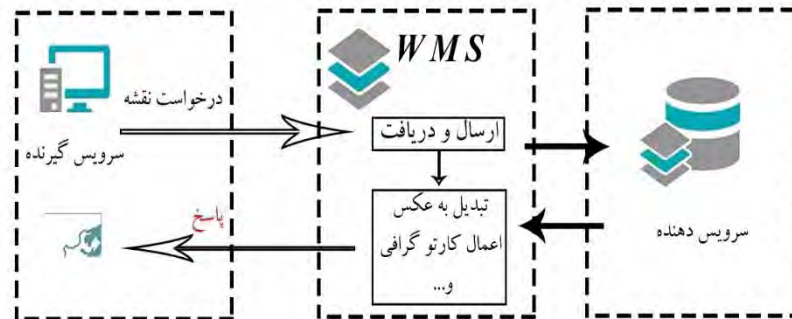 WMS
درخواست نقشه
سرویس گیرنده
ارسال و دریافت
سرویس دهنده
پاسخ
تبدیل به عکس
اعمال کارتو گرافی
و...